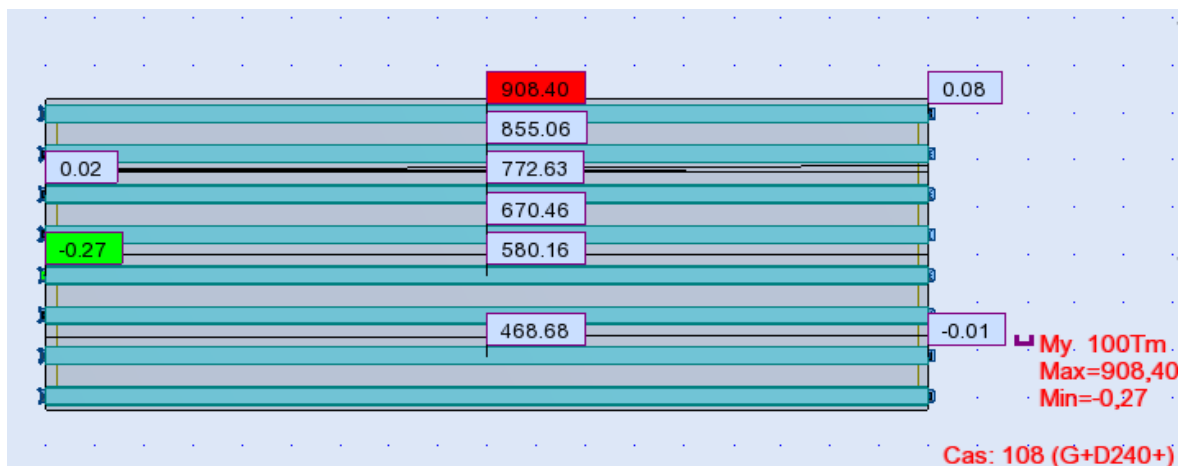 908.40
0.08
855.06
0.02
772.63
670.46
-0.27
580.16
468.68
-0.01
My. 100Tm
Max=908,40
Min=-0,27
Cas: 108 (G+D240+)